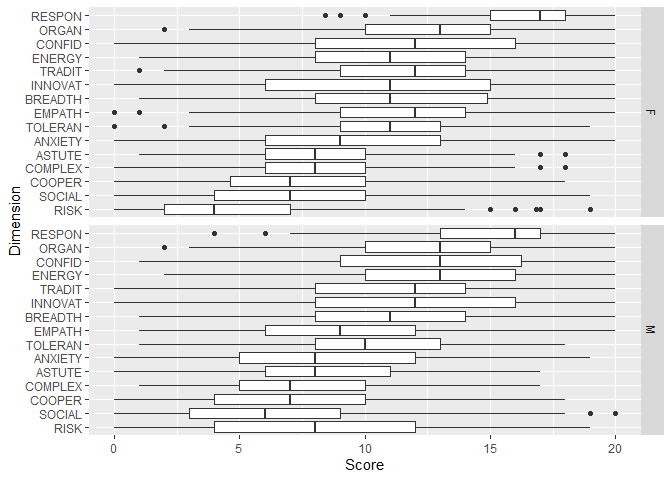 RESPON
ORGAN
CONFID
ENERGY
TRADIT
INNOVAT
BREADTH
EMPATH
TOLERAN
ANXIETY
ASTUTE
COMPLEX
COOPER
SOCIAL
RISK
F
Dimension
RESPON
ORGAN
CONFID
ENERGY
TRADIT
INNOVAT
BREADTH
EMPATH
TOLERAN
ANXIETY
ASTUTE
COMPLEX
COOPER
SOCIAL
RISK
M
0 5 10 15 20
Score